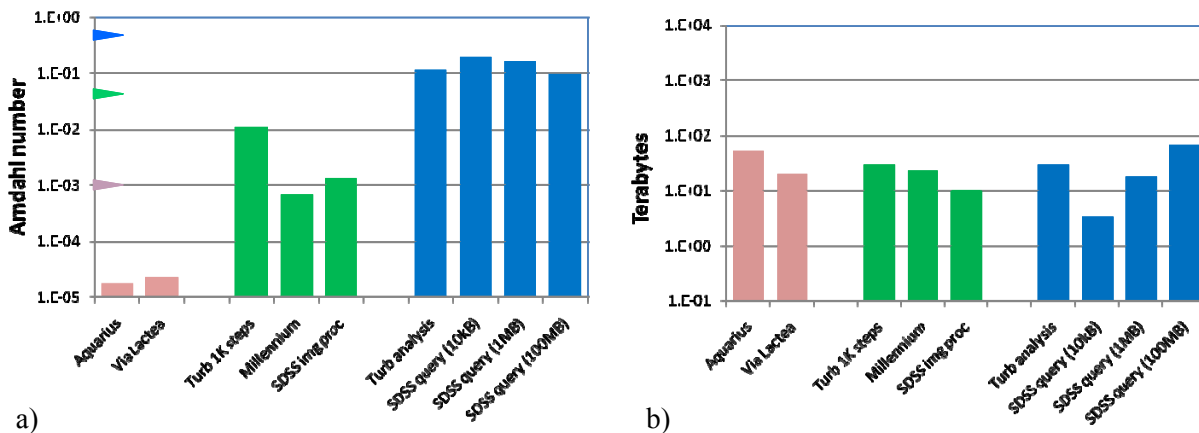 1.E+00
1.E-01
1.E-02
1.E-03
1.E-04
1.E-05
Amdahl number
Aquarius
Via Lactea
Turb 1K steps
Millennium
SDSS img proc
Turb analysis
SDSS query (10kB)
SDSS query (1MB)
SDSS query (100MB)
a)
1.E+04
1.E+03
1.E+02
1.E+01
1.E+00
1.E-01
Terabytes
Aquarius
Via Lactea
Turb 1K steps
Millennium
SDSS img proc
Turb analysis
SDSS query (10kB)
SDSS query (1MB)
SDSS query (100MB)
b)